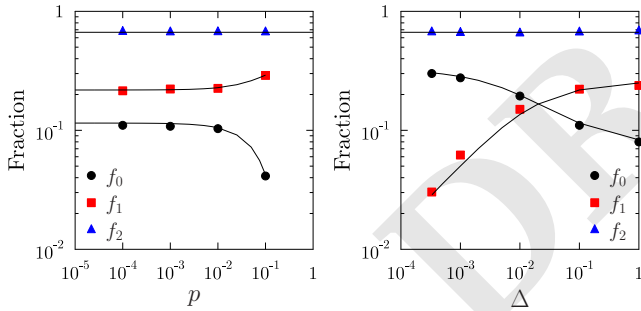 1
10⁻¹
10⁻²
Fraction
f₀
f₁
f₂
10⁻⁵ 10⁻⁴ 10⁻³ 10⁻² 10⁻¹ 1
p
1
10⁻¹
10⁻²
Fraction
f₀
f₁
f₂
10⁻⁴ 10⁻³ 10⁻² 10⁻¹ 1
Δ
DR